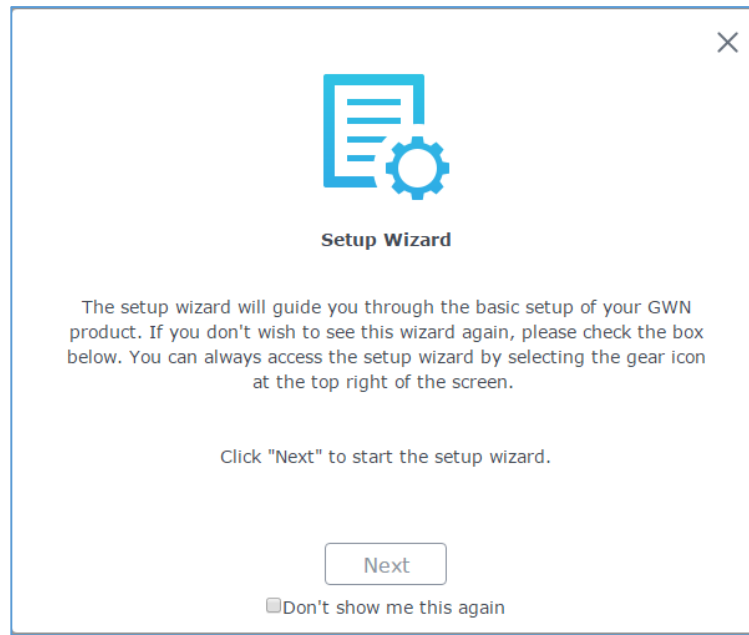 Setup Wizard
The setup wizard will guide you through the basic setup of your GWN
product. If you don't wish to see this wizard again, please check the box
below. You can always access the setup wizard by selecting the gear icon
at the top right of the screen.
Click "Next" to start the setup wizard.
Next
Don't show me this again